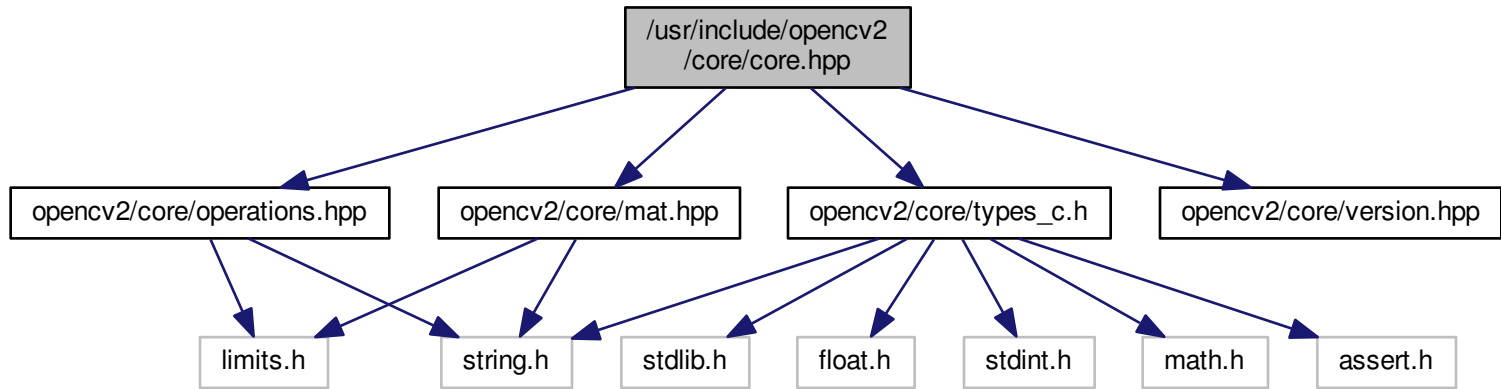 /usr/include/opencv2
/core/core.hpp
opencv2/core/operations.hpp
opencv2/core/mat.hpp
opencv2/core/types_c.h
opencv2/core/version.hpp
limits.h
string.h
stdlib.h
float.h
stdint.h
math.h
assert.h